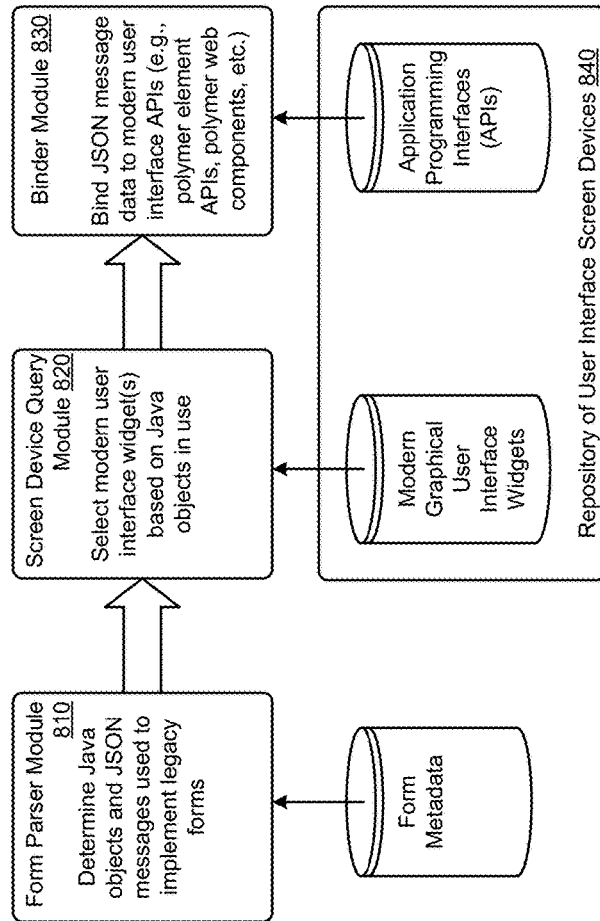 Form Parser Module
810
Determine Java
objects and JSON
messages used to
implement legacy
forms
Form
Metadata
Screen Device Query
Module 820
Select modern user
interface widget(s)
based on Java
objects in use
Modern
Graphical
User
Interface
Widgets
Binder Module 830
Bind JSON message
data to modern user
interface APIs (e.g.,
polymer element
APIs, polymer web
components, etc.)
Application
Programming
Interfaces
(APIs)
Repository of User Interface Screen Devices 840